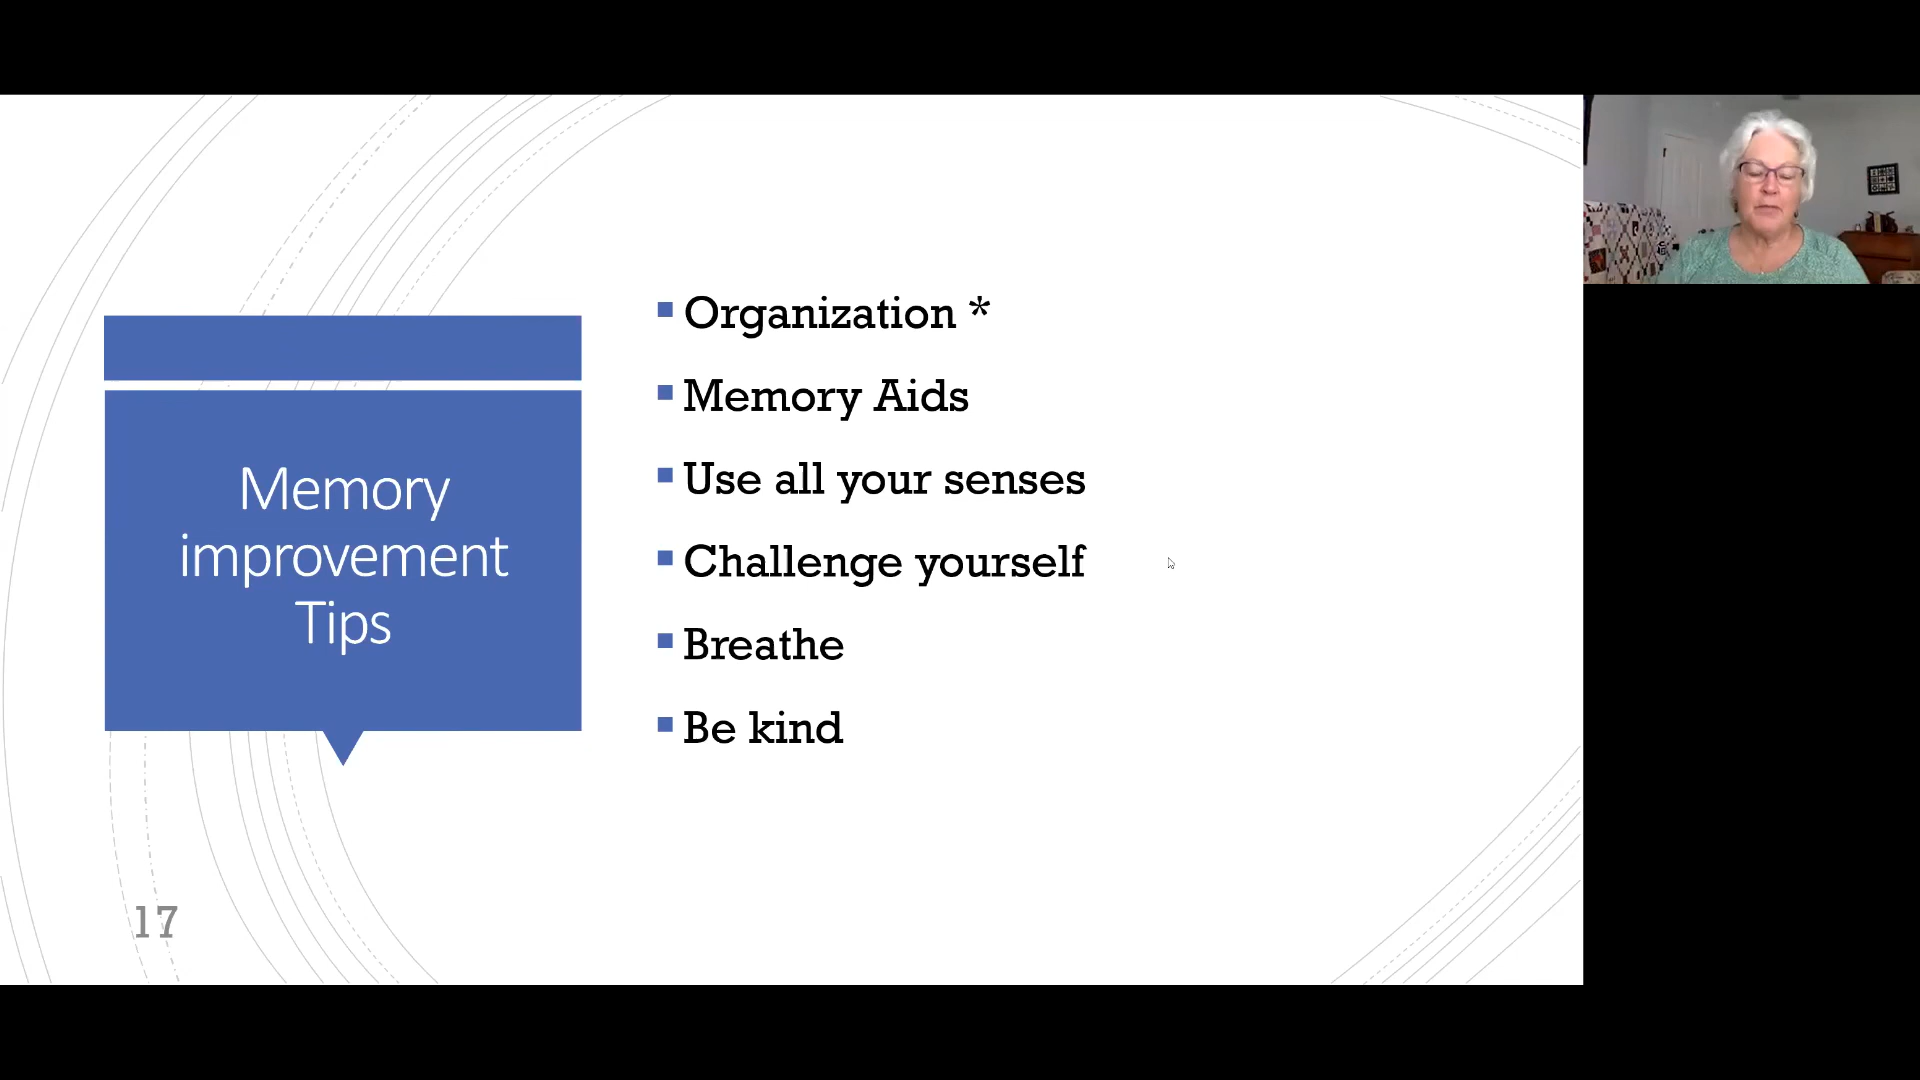 Memory
improvement
Tips
Organization *
Memory Aids
Use all your senses
Challenge yourself
Breathe
Be kind
17